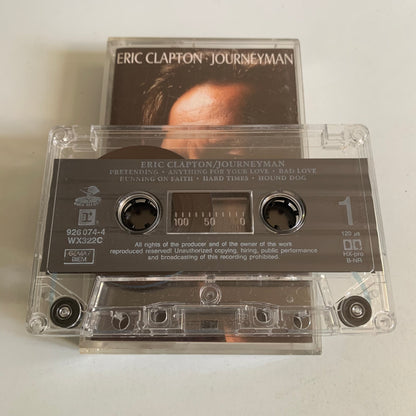 ERIC CLAPTON · JOURNEYMAN
ERIC CLAPTON/JOURNEYMAN
PRETENDING · ANYTHING FOR YOUR LOVE · BAD LOVE
RUNNING ON FAITH · HARD TIMES · HOUND DOG
926 074-4
WX322C
GEMA/
BIEM
100 50 0
1
120 µs
HX-pro
B-NR
All rights of the producer and of the owner of the work
reproduced reserved! Unauthorized copying, hiring, public performance
and broadcasting of this recording prohibited.